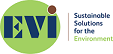 EVI
Sustainable
Solutions
for the
Environment